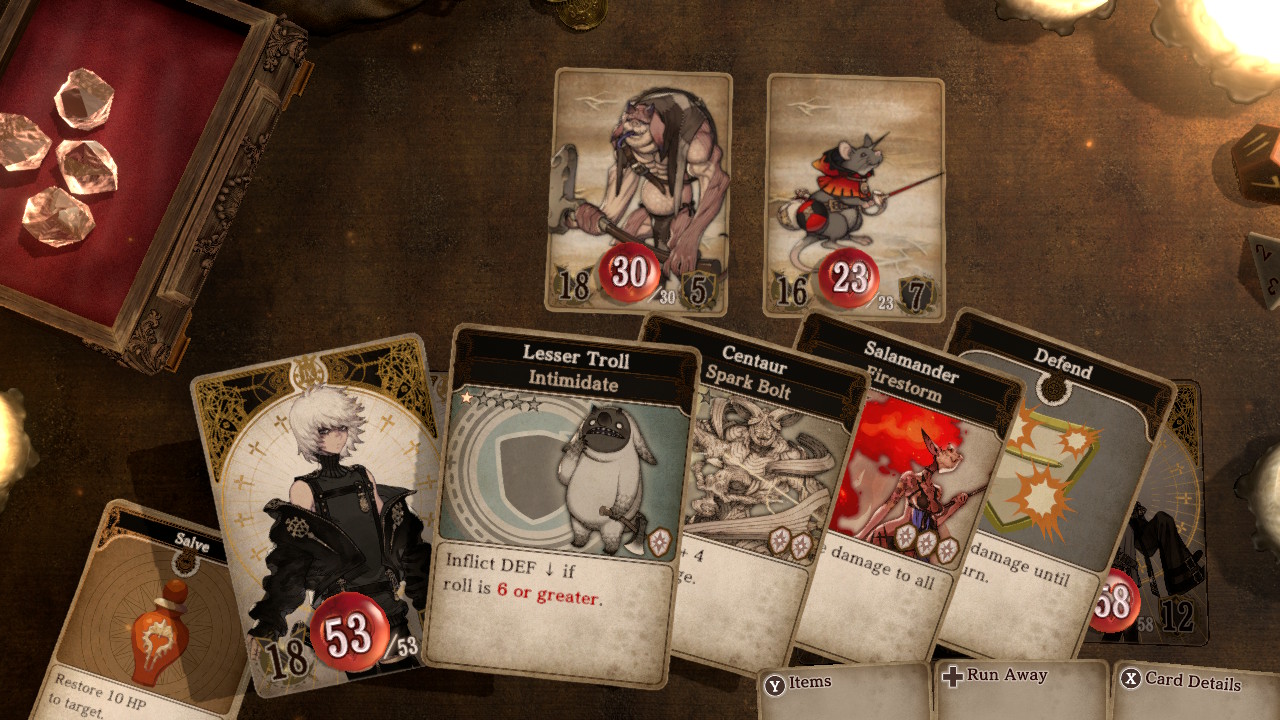 18
30
/30
5
16
23
/23
7
Lesser Troll
Intimidate
Inflict DEF ↓ if
roll is 6 or greater.
Centaur
Spark Bolt
+ 4
Salamander
Firestorm
damage to all
Defend
damage until
Salve
Restore 10 HP
to target.
18
53
/53
58
58
12
Y Items
Run Away
X Card Details